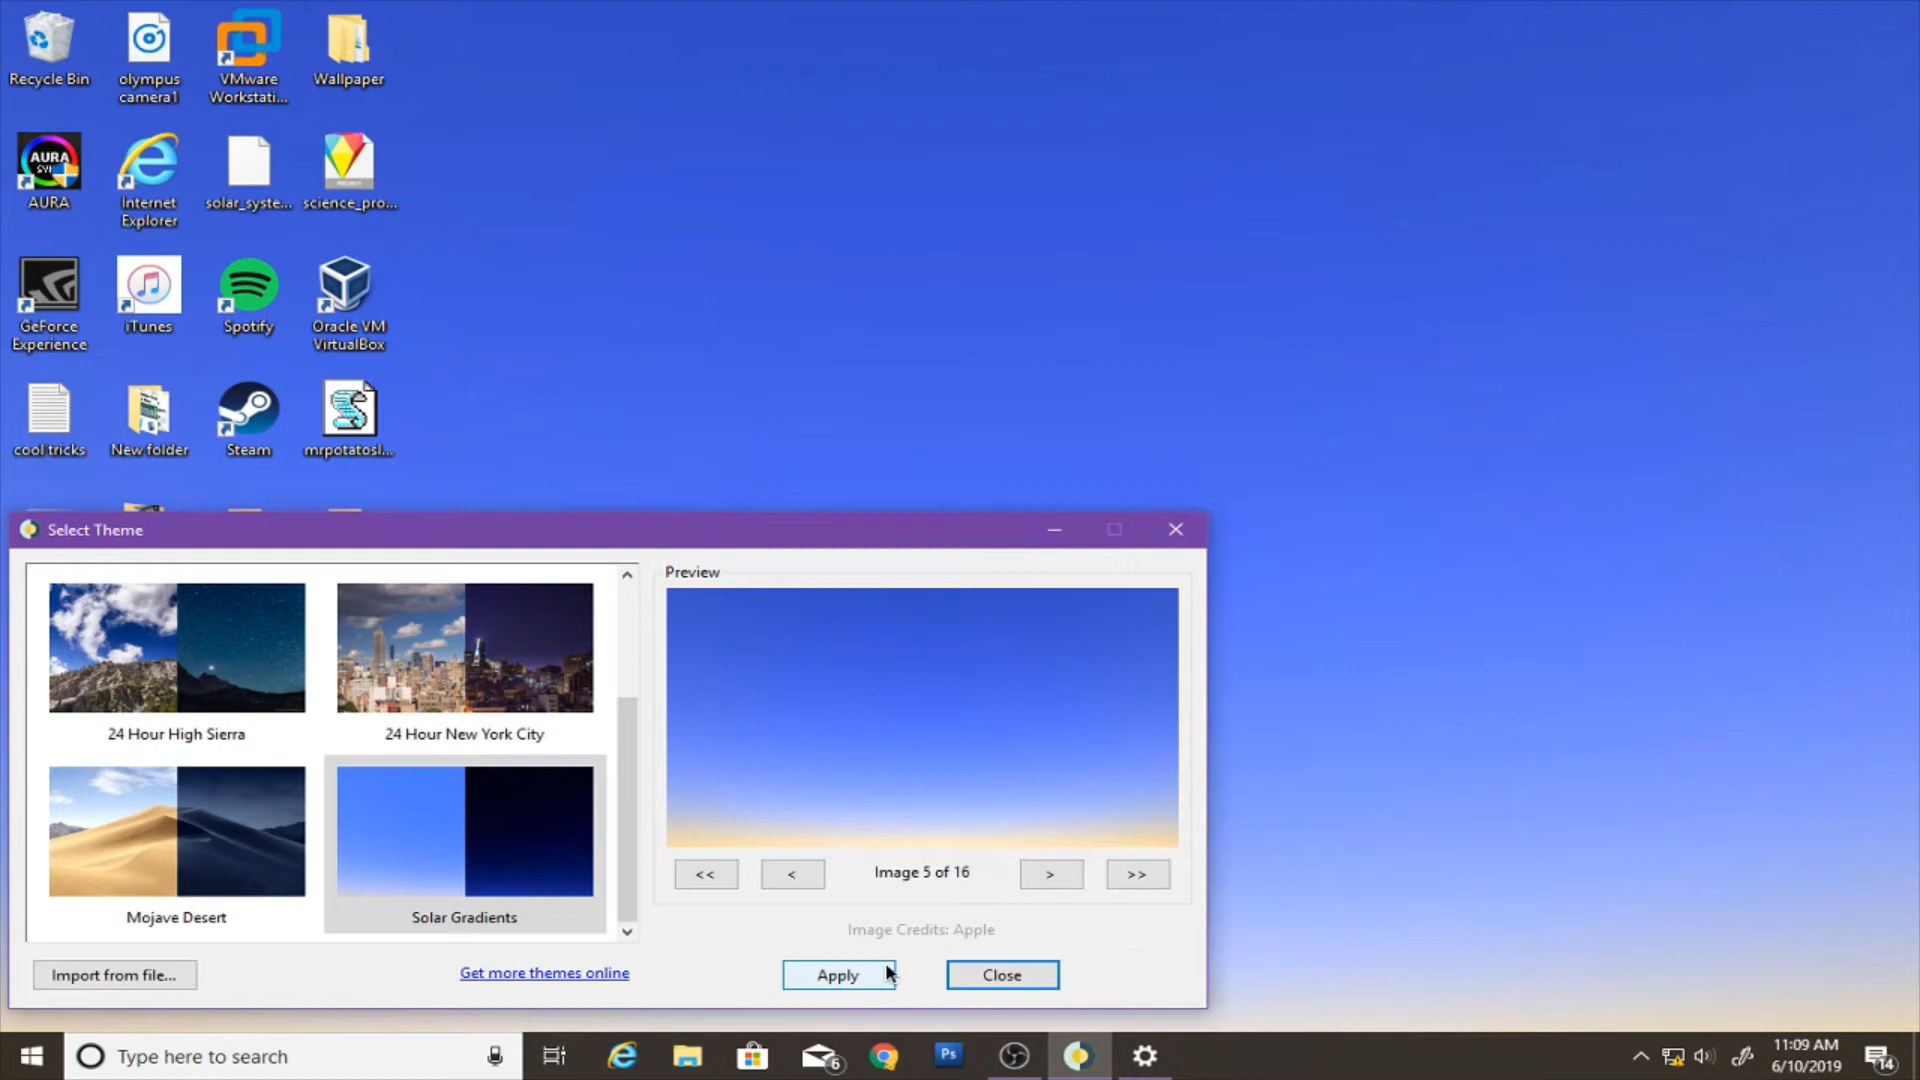 Recycle Bin
olympus
camera1
VMware
Workstati...
Wallpaper
AURA
AURA
Internet
Explorer
solar_syste...
science_pro...
GeForce
Experience
iTunes
Spotify
Oracle VM
VirtualBox
cool tricks
New folder
Steam
mrpotatosl...
Select Theme
24 Hour High Sierra
24 Hour New York City
Mojave Desert
Solar Gradients
Import from file...
Get more themes online
Preview
<<
<
Image 5 of 16
>
>>
Image Credits: Apple
Apply
Close
Type here to search
6
Ps
11:09 AM
6/10/2019
14